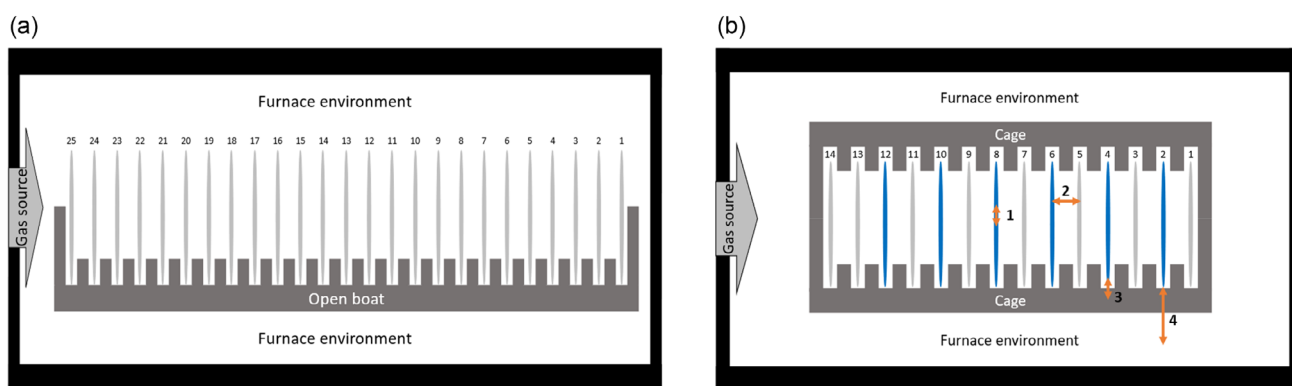 (a)
Furnace environment
25 24 23 22 21 20 19 18 17 16 15 14 13 12 11 10 9 8 7 6 5 4 3 2 1
Gas source
Open boat
Furnace environment
(b)
Furnace environment
Cage
14 13 12 11 10 9 8 7 6 5 4 3 2 1
2
1
Gas source
3
Cage
4
Furnace environment